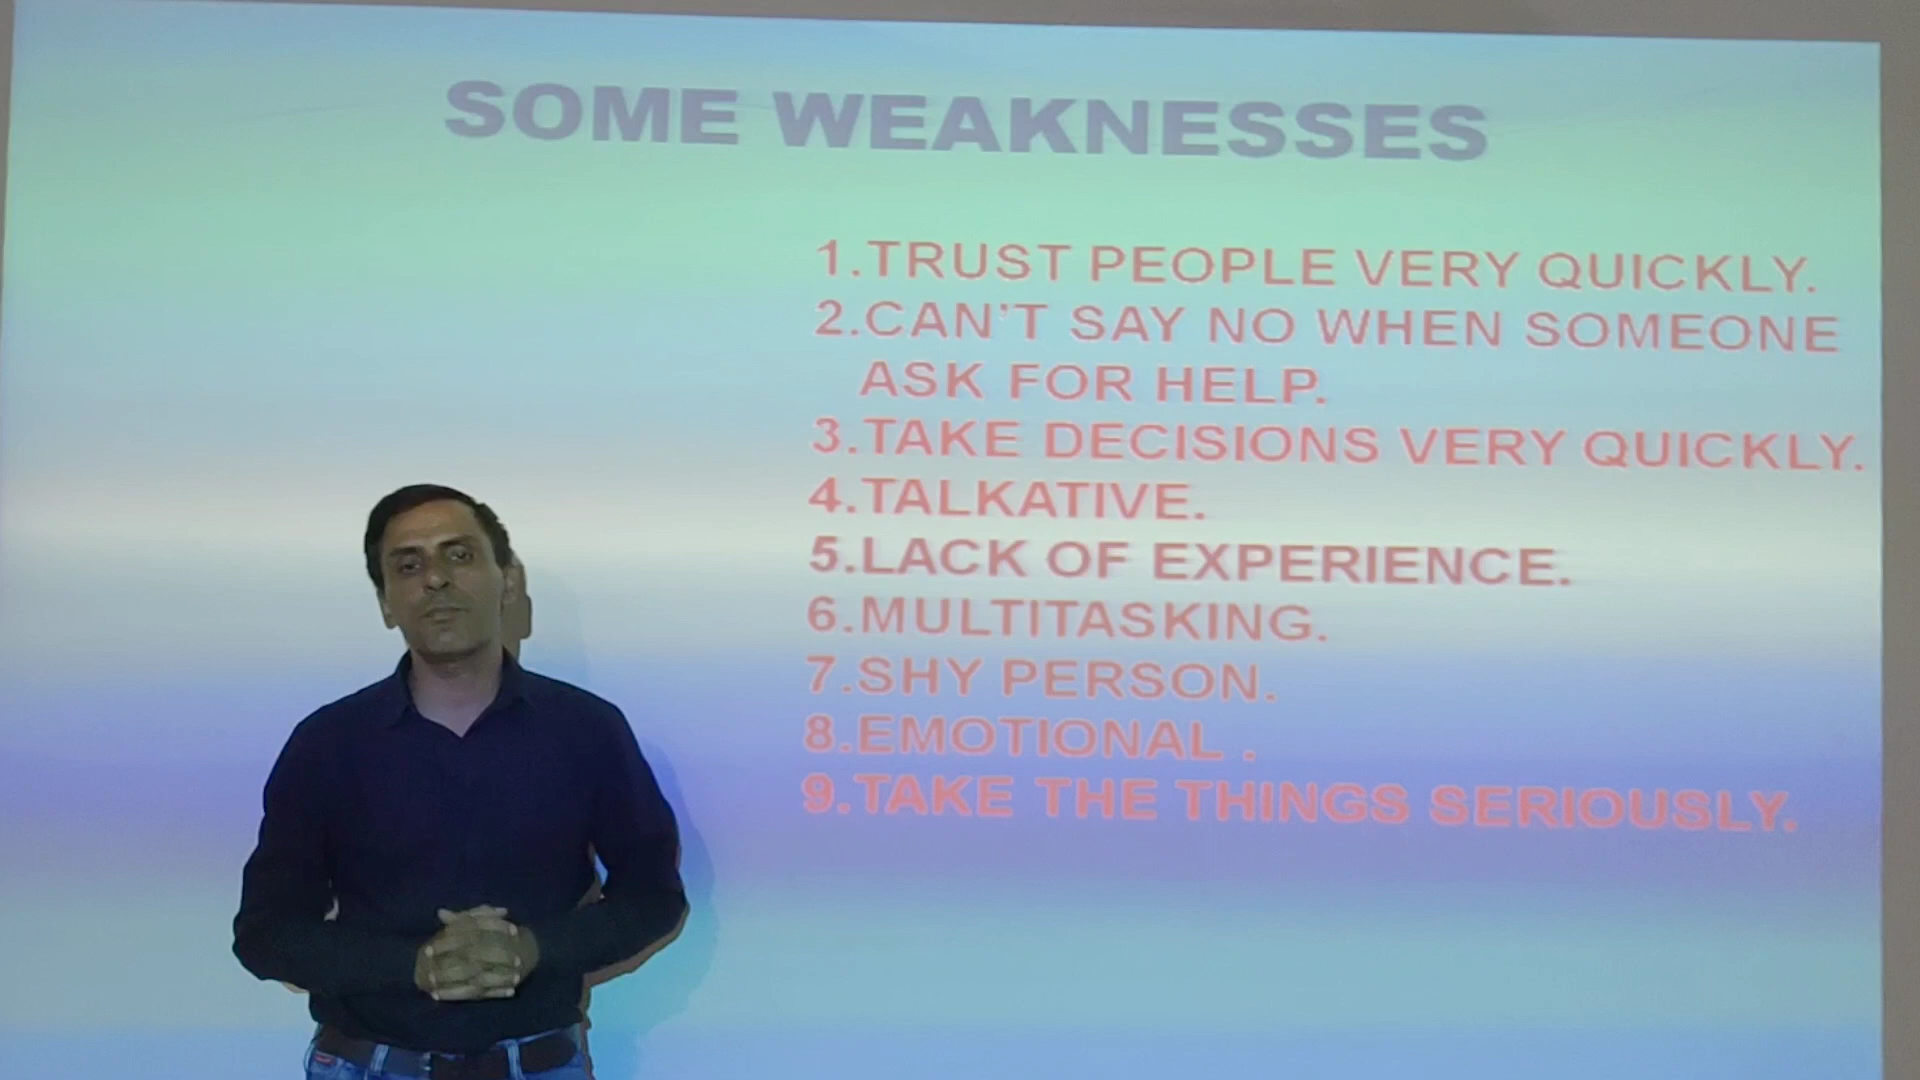 SOME WEAKNESSES
1.TRUST PEOPLE VERY QUICKLY.
2.CAN'T SAY NO WHEN SOMEONE
ASK FOR HELP.
3.TAKE DECISIONS VERY QUICKLY.
4.TALKATIVE.
5.LACK OF EXPERIENCE.
6.MULTITASKING.
7.SHY PERSON.
8.EMOTIONAL .
9.TAKE THE THINGS SERIOUSLY.